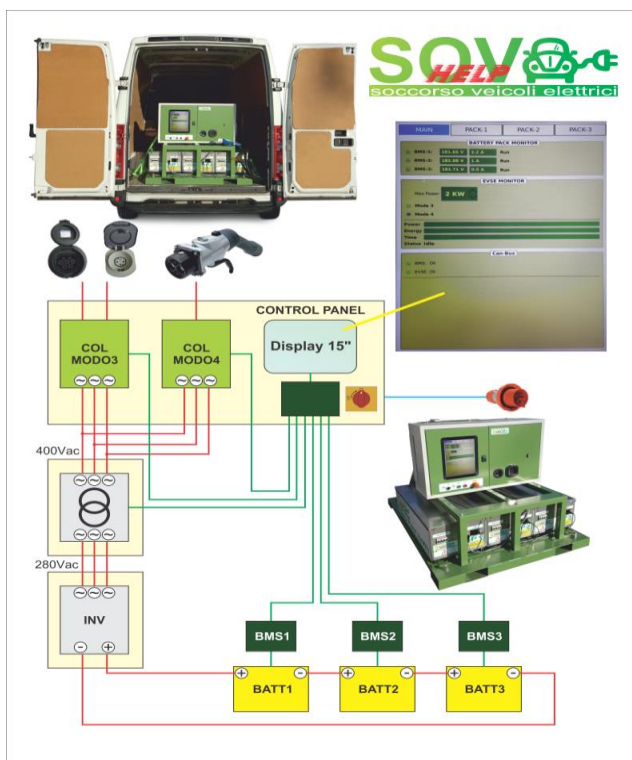 SOV
HELP
soccorso veicoli elettrici
MAIN PACK-1 PACK-2 PACK-3
BATTERY PACK MONITOR
BMS-1: Run
BMS-2: 1 A Run
BMS-3: Run
EVSE MONITOR
Max Power 2 KW
Mode 3
Mode 4
Power
Energy
Time
Status Idle
Can Bus
EVSE
CONTROL PANEL
COL
MODO3
COL
MODO4
Display 15"
400Vac
280Vac
INV
BMS1 BMS2 BMS3
BATT1 BATT2 BATT3